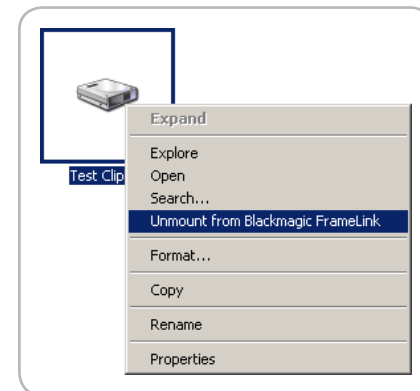 Test Clip
Expand
Explore
Open
Search...
Unmount from Blackmagic FrameLink
Format...
Copy
Rename
Properties